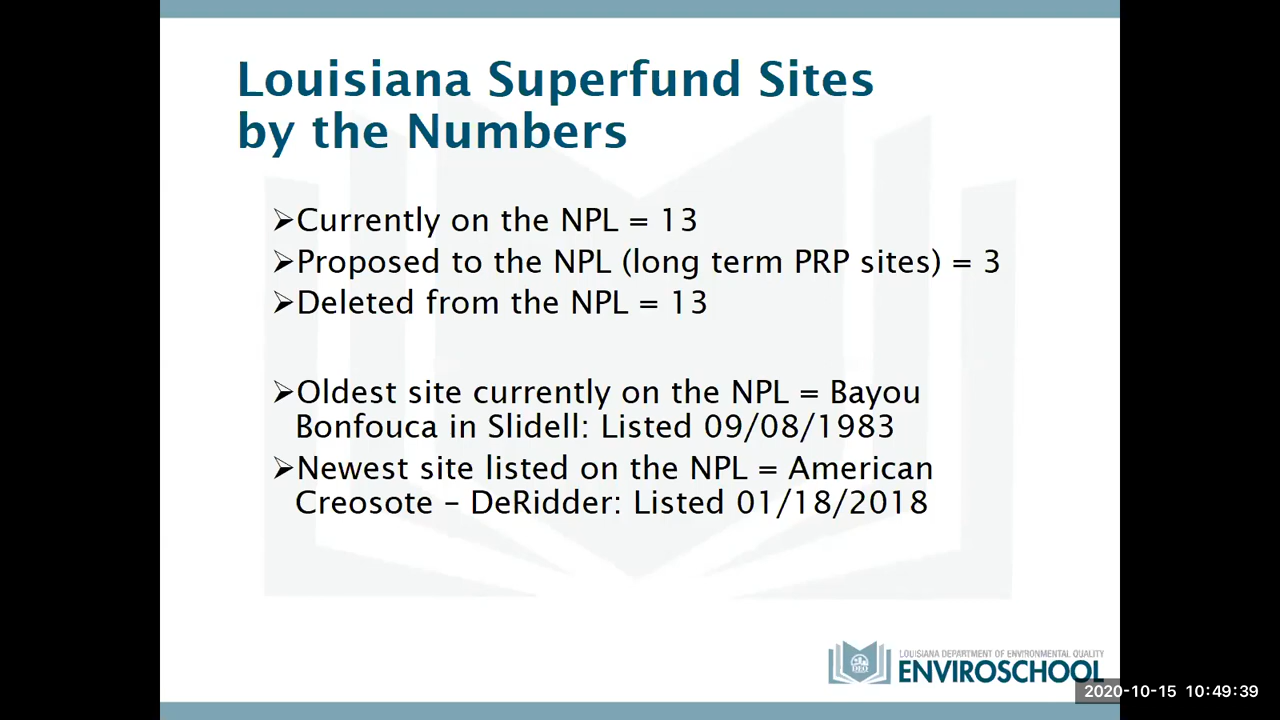 Louisiana Superfund Sites
by the Numbers
➢Currently on the NPL = 13
➢Proposed to the NPL (long term PRP sites) = 3
➢Deleted from the NPL = 13
➢Oldest site currently on the NPL = Bayou
Bonfouca in Slidell: Listed 09/08/1983
➢Newest site listed on the NPL = American
Creosote – DeRidder: Listed 01/18/2018
LOUISIANA DEPARTMENT OF ENVIRONMENTAL QUALITY
ENVIROSCHOOL
DEQ
2020-10-15 10:49:39